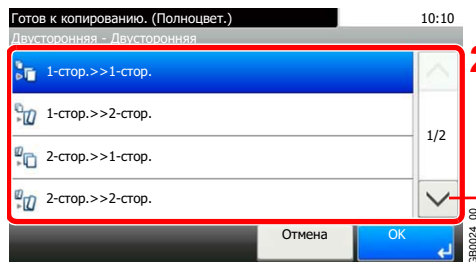 Готов к копированию. (Полноцвет.) 10:10
Двусторонняя - Двусторонняя
2
1-стор.>>1-стор.
1-стор.>>2-стор.
1/2
2-стор.>>1-стор.
2-стор.>>2-стор.
Отмена OK
GB0024_00